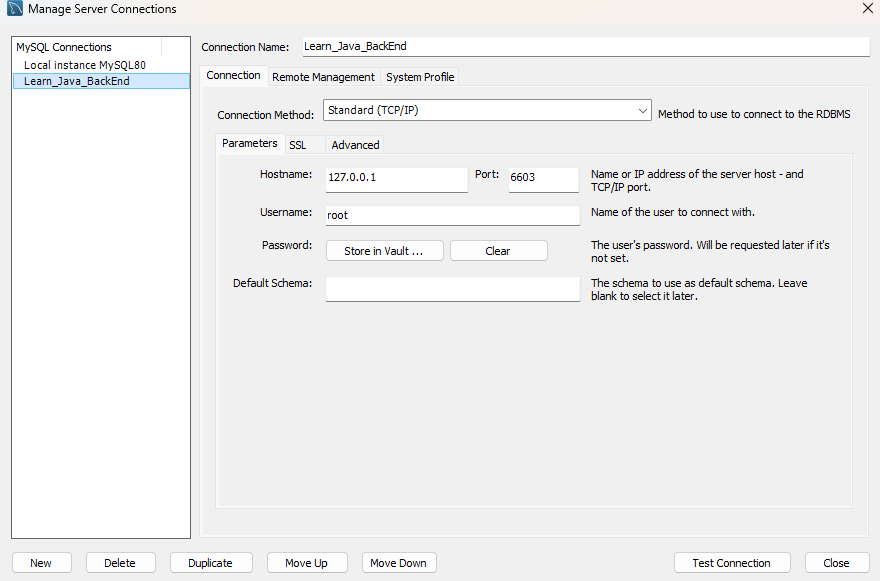 Manage Server Connections
MySQL Connections
Local instance MySQL80
Learn_Java_BackEnd
Connection Name: Learn_Java_BackEnd
Connection Remote Management System Profile
Connection Method: Standard (TCP/IP) Method to use to connect to the RDBMS
Parameters SSL Advanced
Hostname: 127.0.0.1 Port: 6603 Name or IP address of the server host - and
TCP/IP port.
Username: root Name of the user to connect with.
Password: Store in Vault ... Clear The user's password. Will be requested later if it's
not set.
Default Schema: The schema to use as default schema. Leave
blank to select it later.
New Delete Duplicate Move Up Move Down Test Connection Close